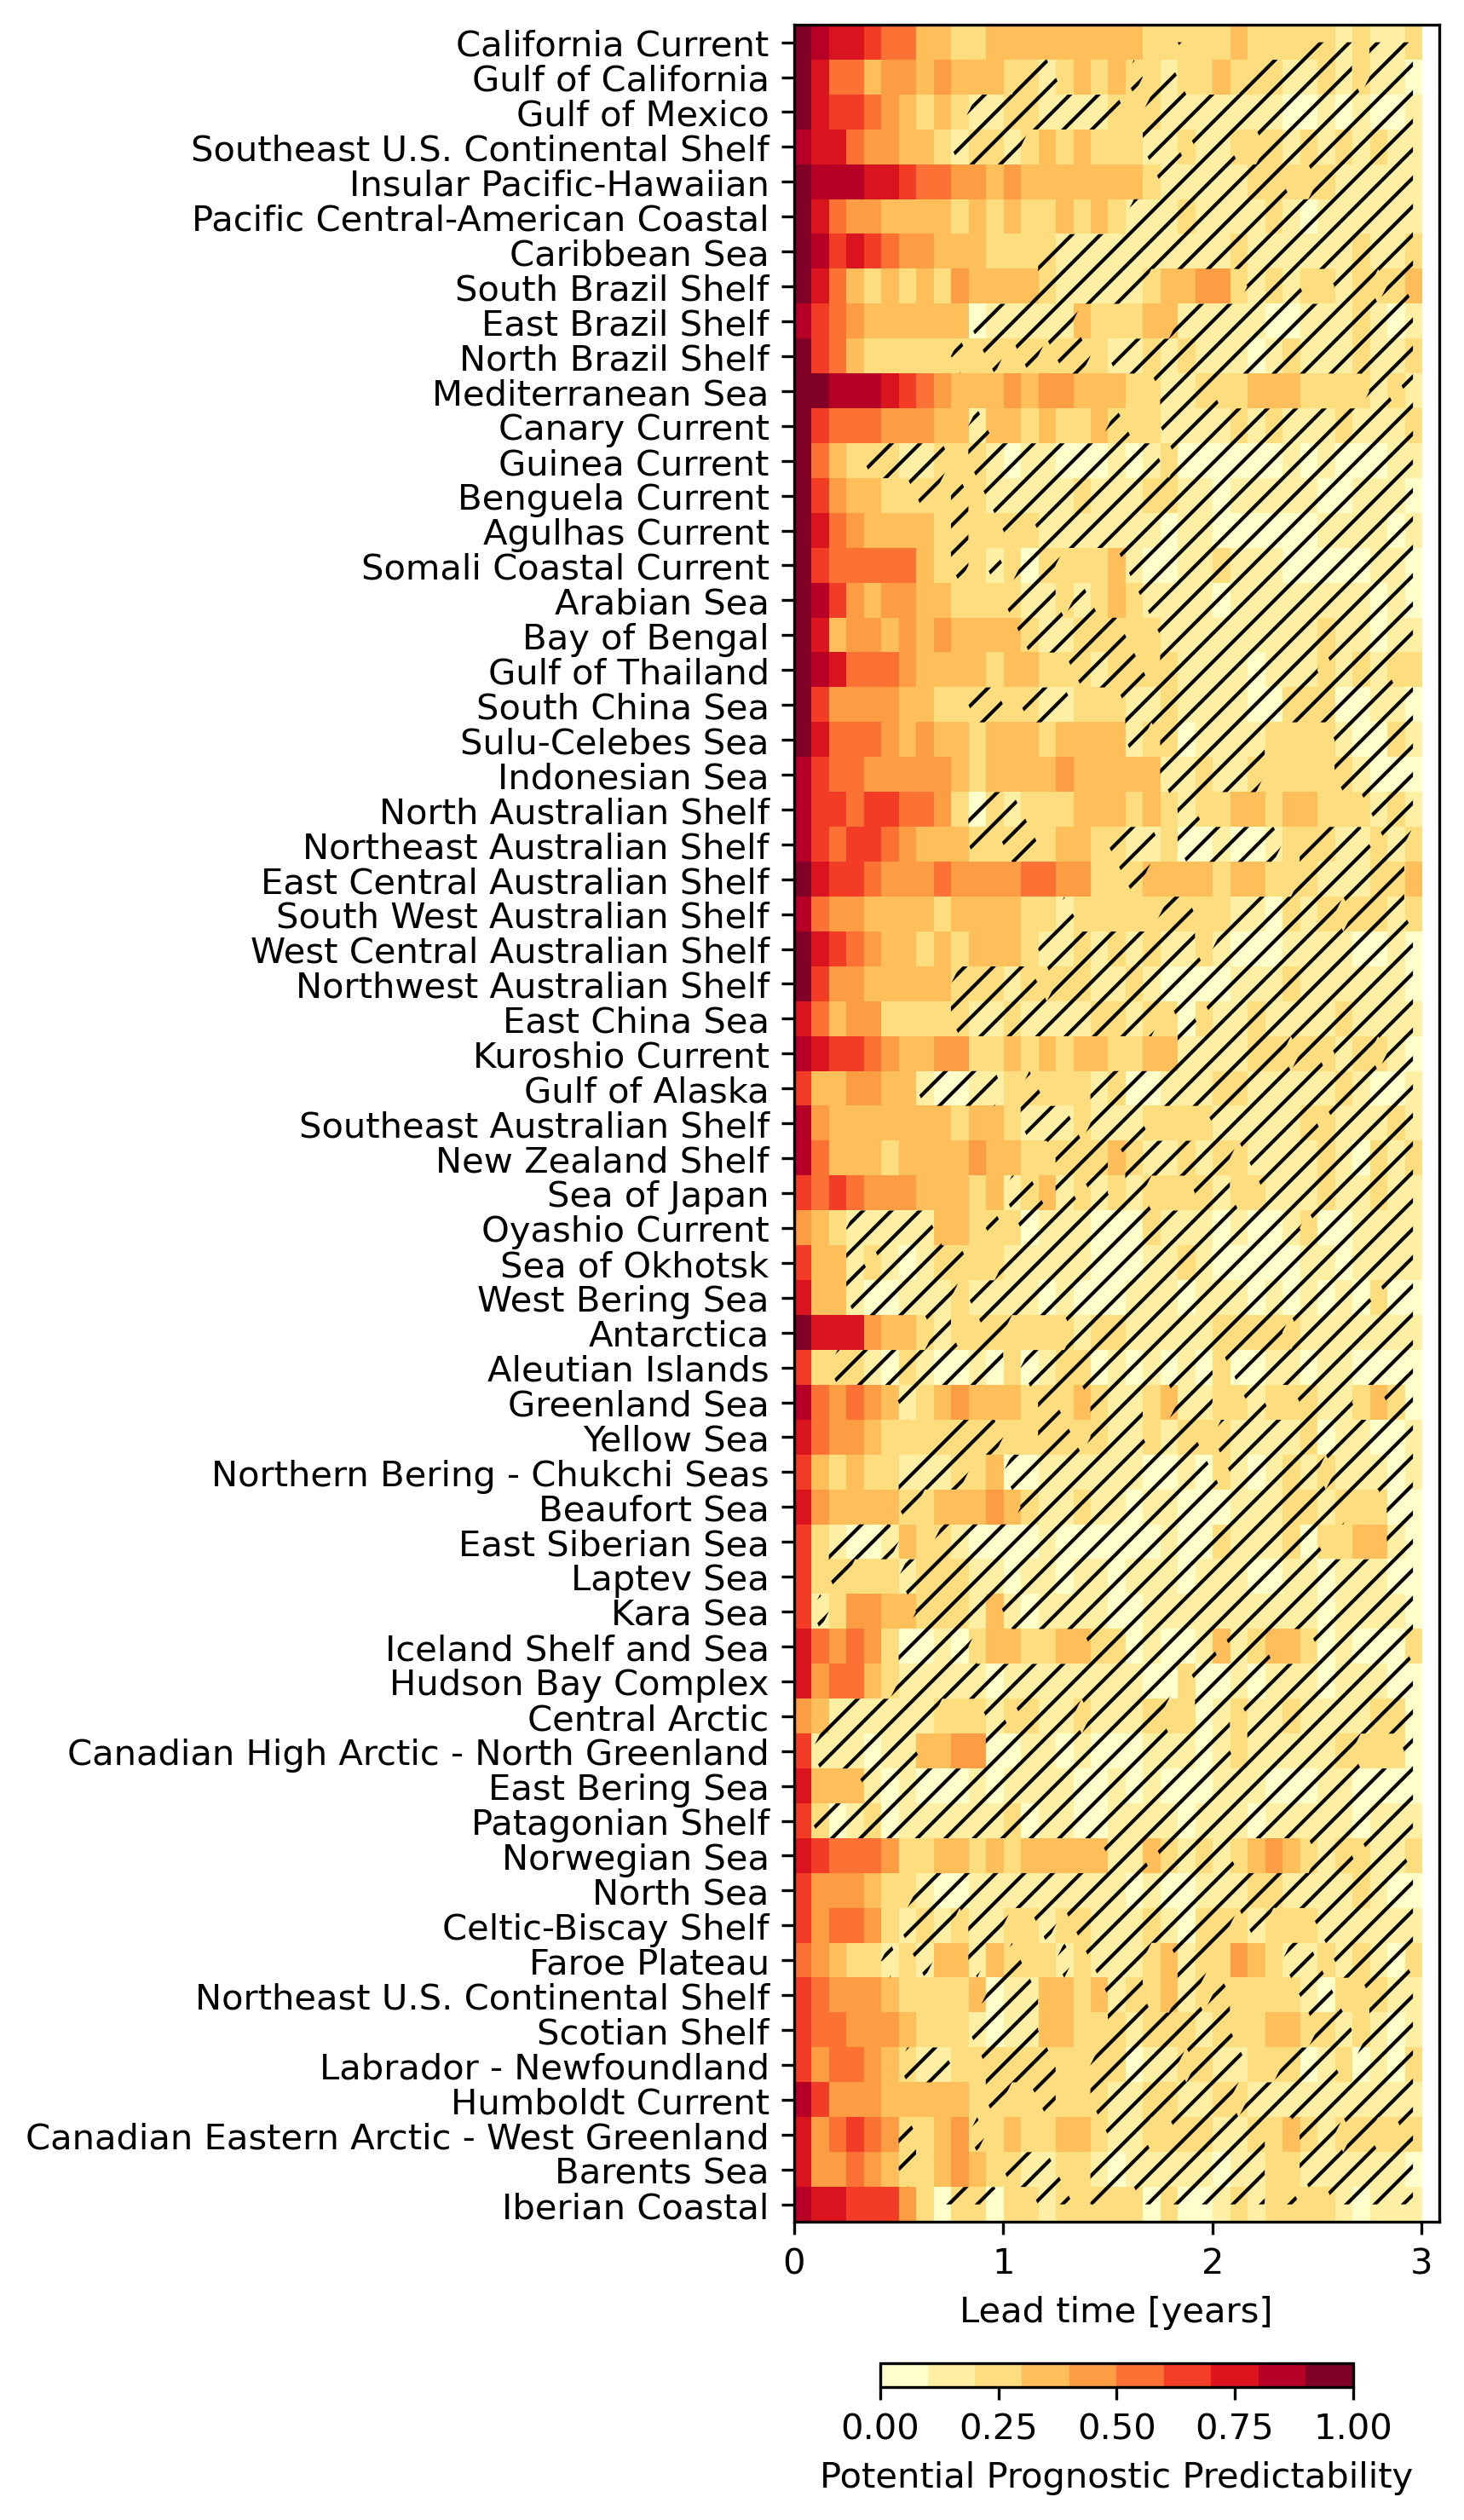 California Current
Gulf of California
Gulf of Mexico
Southeast U.S. Continental Shelf
Insular Pacific-Hawaiian
Pacific Central-American Coastal
Caribbean Sea
South Brazil Shelf
East Brazil Shelf
North Brazil Shelf
Mediterranean Sea
Canary Current
Guinea Current
Benguela Current
Agulhas Current
Somali Coastal Current
Arabian Sea
Bay of Bengal
Gulf of Thailand
South China Sea
Sulu-Celebes Sea
Indonesian Sea
North Australian Shelf
Northeast Australian Shelf
East Central Australian Shelf
South West Australian Shelf
West Central Australian Shelf
Northwest Australian Shelf
East China Sea
Kuroshio Current
Gulf of Alaska
Southeast Australian Shelf
New Zealand Shelf
Sea of Japan
Oyashio Current
Sea of Okhotsk
West Bering Sea
Antarctica
Aleutian Islands
Greenland Sea
Yellow Sea
Northern Bering - Chukchi Seas
Beaufort Sea
East Siberian Sea
Laptev Sea
Kara Sea
Iceland Shelf and Sea
Hudson Bay Complex
Central Arctic
Canadian High Arctic - North Greenland
East Bering Sea
Patagonian Shelf
Norwegian Sea
North Sea
Celtic-Biscay Shelf
Faroe Plateau
Northeast U.S. Continental Shelf
Scotian Shelf
Labrador - Newfoundland
Humboldt Current
Canadian Eastern Arctic - West Greenland
Barents Sea
Iberian Coastal
0 1 2 3
Lead time [years]
0.00 0.25 0.50 0.75 1.00
Potential Prognostic Predictability